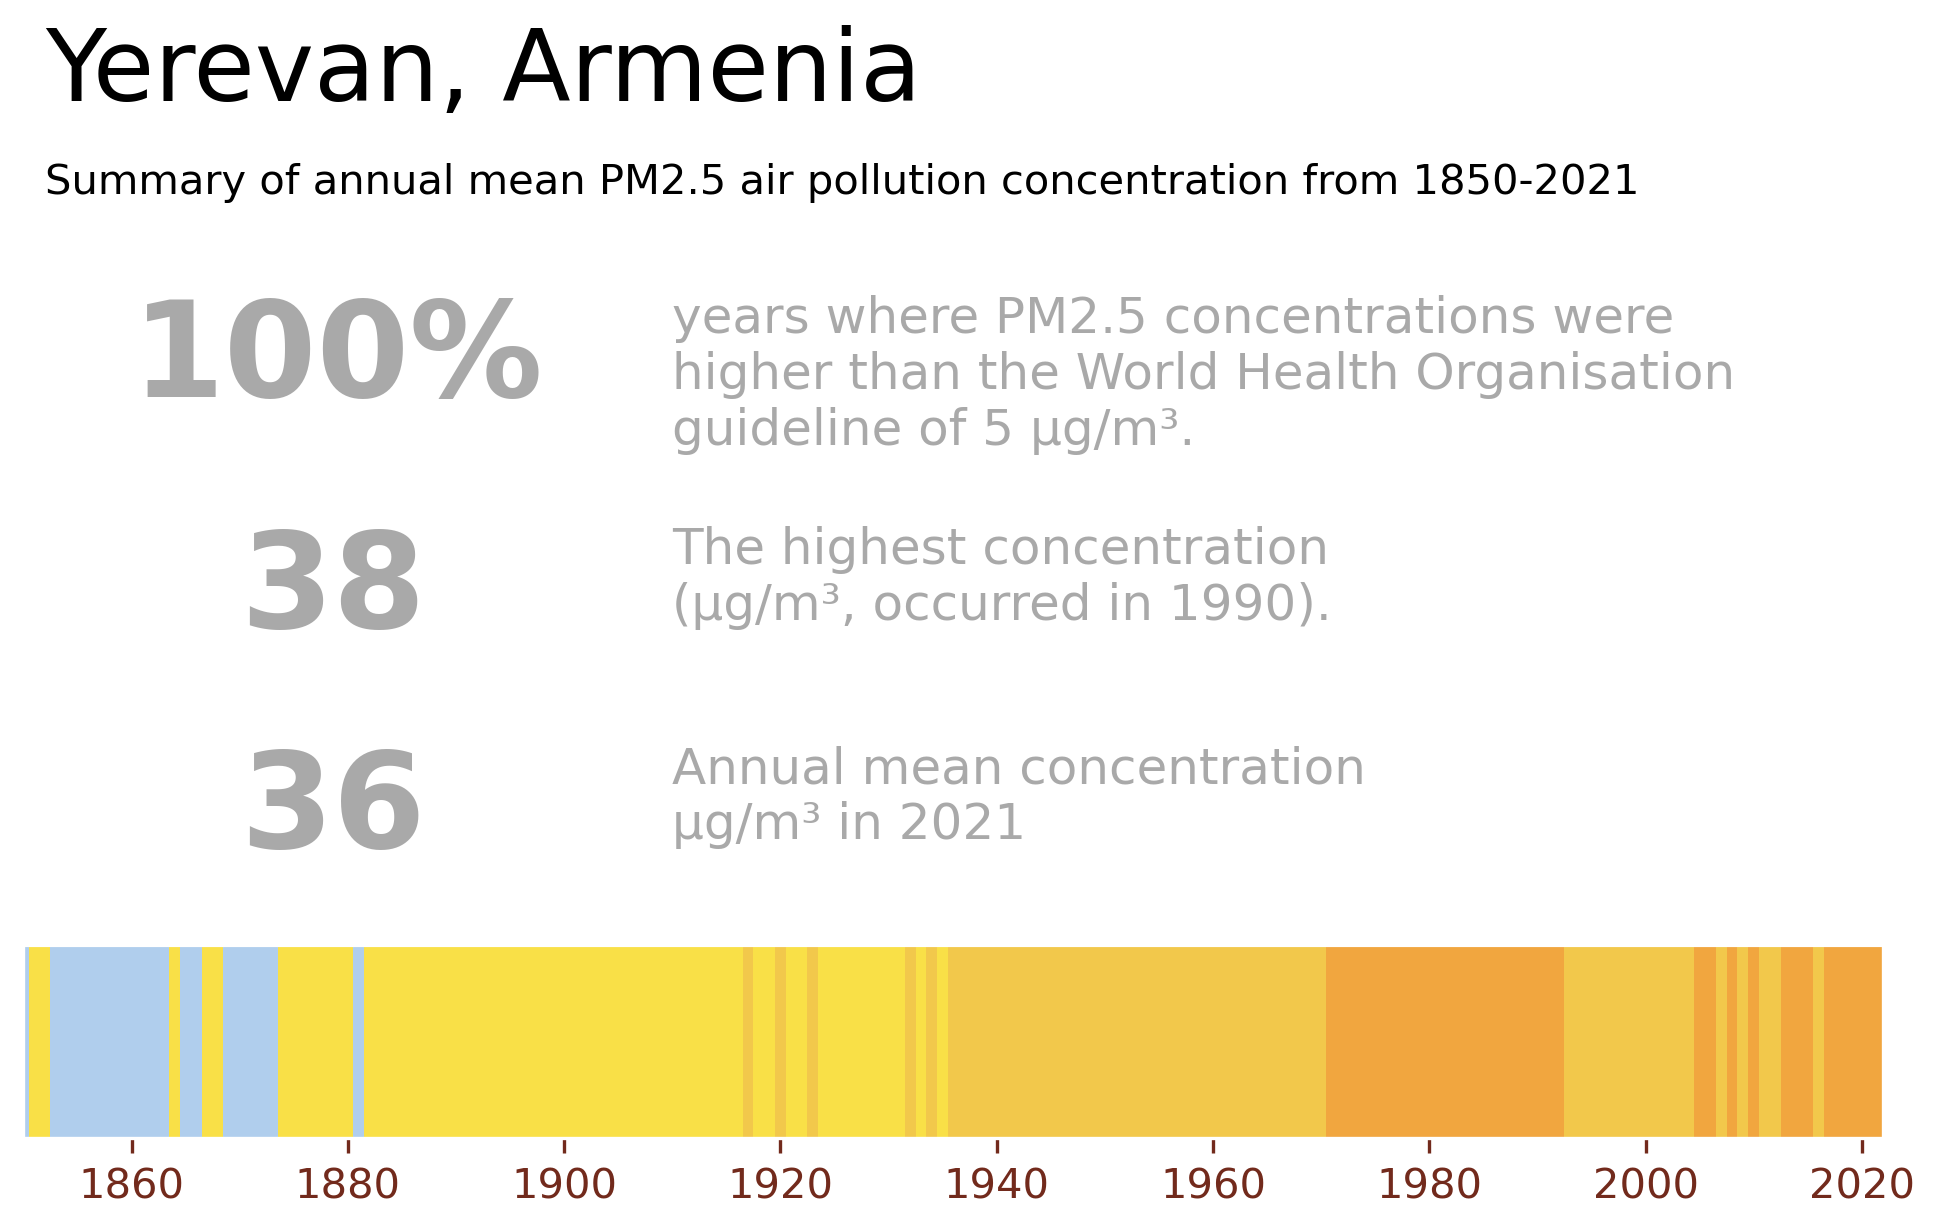 Yerevan, Armenia
Summary of annual mean PM2.5 air pollution concentration from 1850-2021
100%
years where PM2.5 concentrations were
higher than the World Health Organisation
guideline of 5 µg/m³.
38
The highest concentration
(µg/m³, occurred in 1990).
36
Annual mean concentration
µg/m³ in 2021
1860 1880 1900 1920 1940 1960 1980 2000 2020